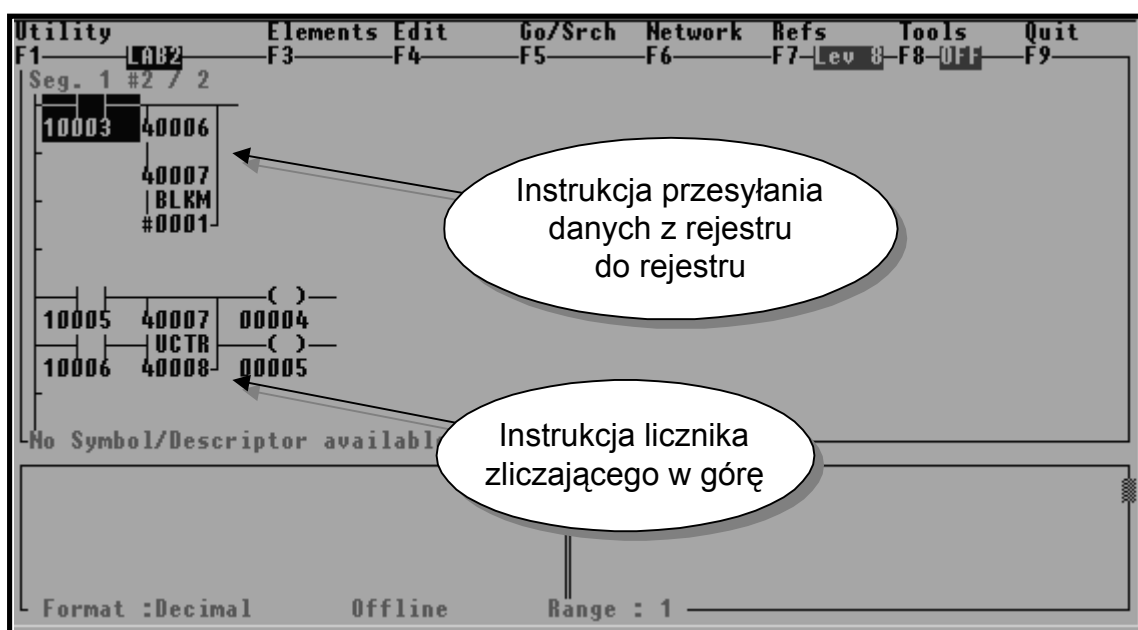 Utility Elements Edit Go/Srch Network Refs Tools Quit
F1 LAB2 F3 F4 F5 F6 F7 Lev 8 F8 OFF F9
Seg. 1 #2 / 2
10003 40006
40007
BLKM
#0001
Instrukcja przesyłania
danych z rejestru
do rejestru
( )
10005 40007 00004
UCTR ( )
10006 40008 00005
Instrukcja licznika
zliczającego w górę
No Symbol/Descriptor availabl
Format :Decimal Offline Range : 1